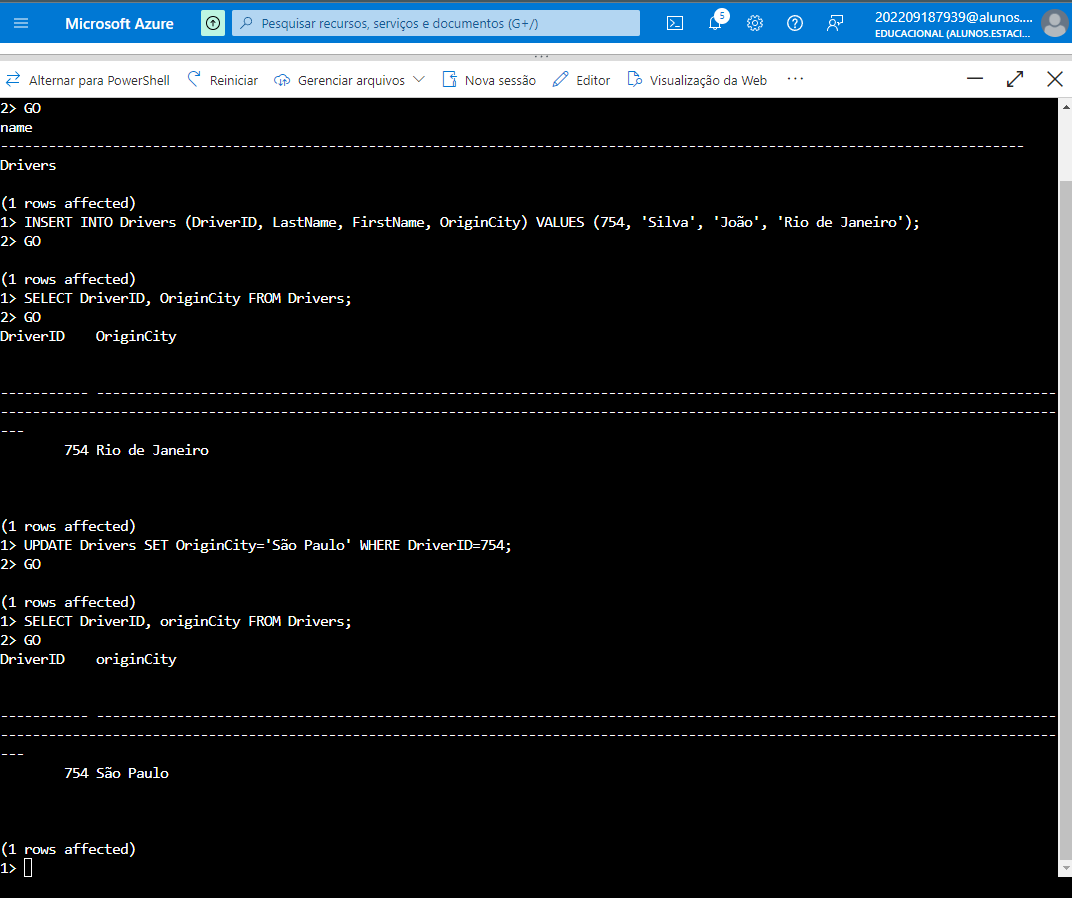 Microsoft Azure
Pesquisar recursos, serviços e documentos (G+/)
5
202209187939@alunos....
EDUCACIONAL (ALUNOS.ESTACI...
Alternar para PowerShell Reiniciar Gerenciar arquivos Nova sessão Editor Visualização da Web ...
2> GO
name
--------------------------------------------------------------------------------------------------------------------------------
Drivers
(1 rows affected)
1> INSERT INTO Drivers (DriverID, LastName, FirstName, OriginCity) VALUES (754, 'Silva', 'João', 'Rio de Janeiro');
2> GO
(1 rows affected)
1> SELECT DriverID, OriginCity FROM Drivers;
2> GO
DriverID    OriginCity
----------- ------------------------------------------------------------------------------------------------------------------------
------------------------------------------------------------------------------------------------------------------------------------
---
        754 Rio de Janeiro
(1 rows affected)
1> UPDATE Drivers SET OriginCity='São Paulo' WHERE DriverID=754;
2> GO
(1 rows affected)
1> SELECT DriverID, originCity FROM Drivers;
2> GO
DriverID    originCity
----------- ------------------------------------------------------------------------------------------------------------------------
------------------------------------------------------------------------------------------------------------------------------------
---
        754 São Paulo
(1 rows affected)
1>